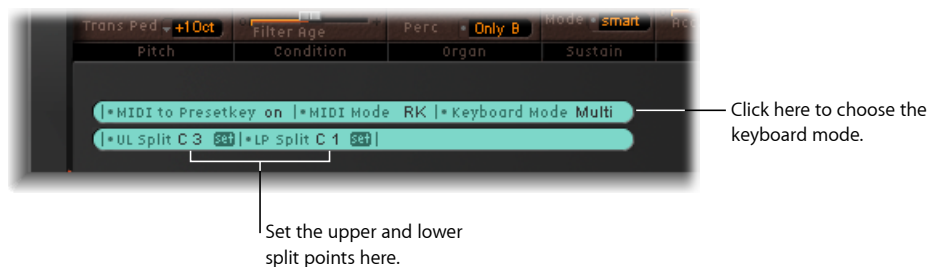 Trans Ped +1Oct Filter Age Perc Only B Mode smart
Pitch Condition Organ Sustain
MIDI to Presetkey on MIDI Mode RK Keyboard Mode Multi
UL Split C 3 set LP Split C 1 set
Click here to choose the
keyboard mode.
Set the upper and lower
split points here.